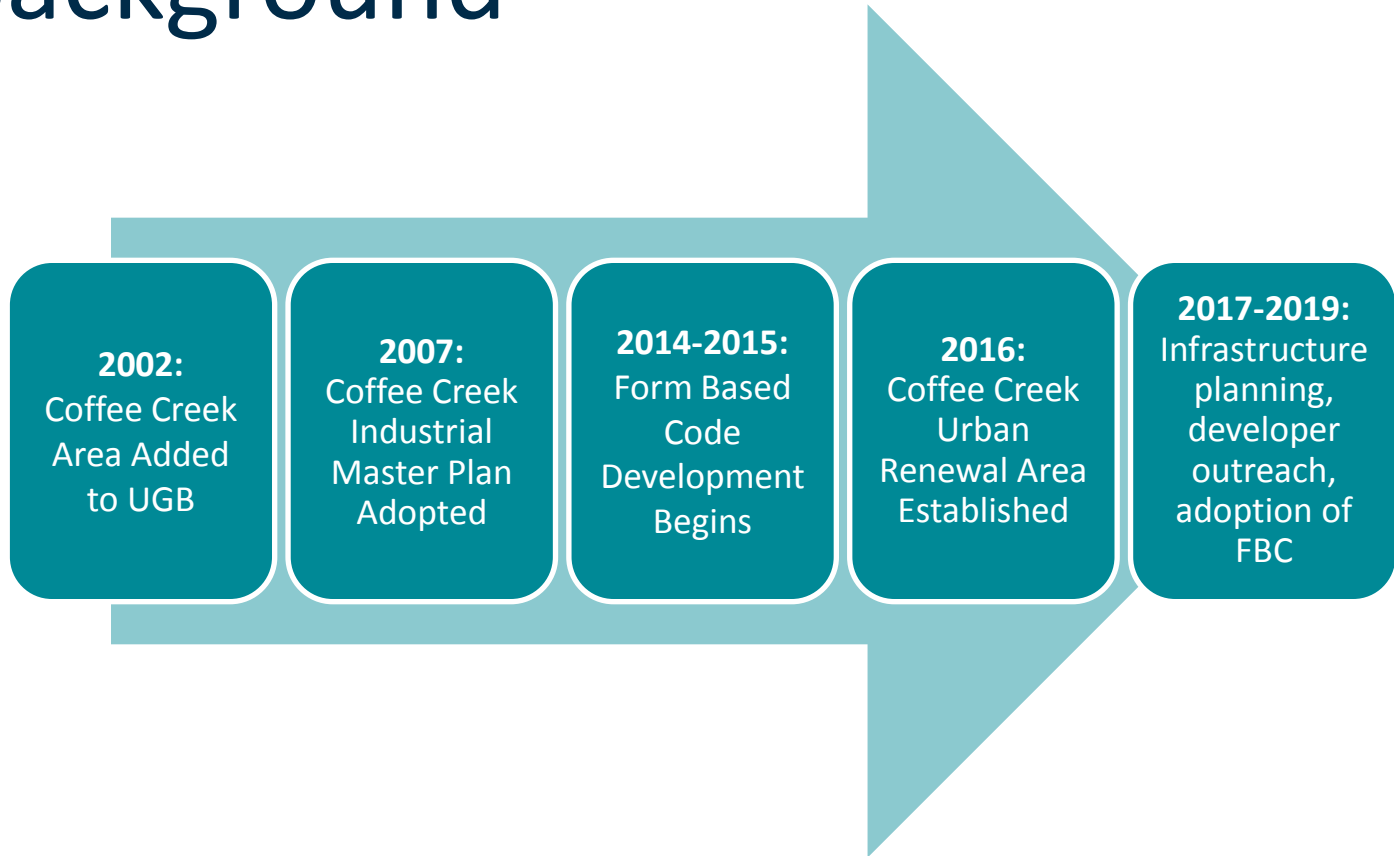 background
2002:
Coffee Creek
Area Added
to UGB
2007:
Coffee Creek
Industrial
Master Plan
Adopted
2014-2015:
Form Based
Code
Development
Begins
2016:
Coffee Creek
Urban
Renewal Area
Established
2017-2019:
Infrastructure
planning,
developer
outreach,
adoption of
FBC